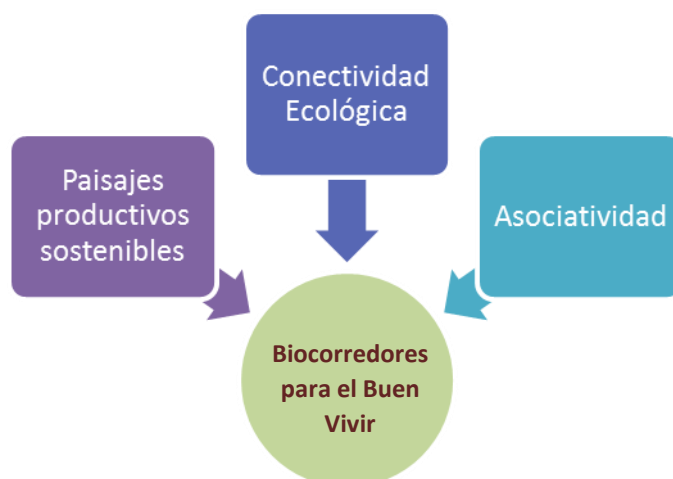 Conectividad
Ecológica
Paisajes
productivos
sostenibles
Asociatividad
Biocorredores
para el Buen
Vivir